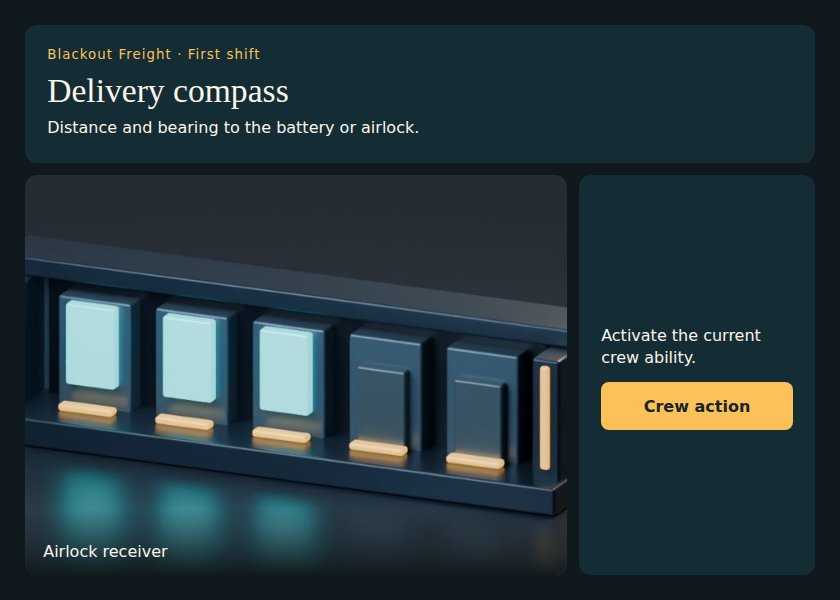 Blackout Freight · First shift
Delivery compass
Distance and bearing to the battery or airlock.
Airlock receiver
Activate the current
crew ability.
Crew action